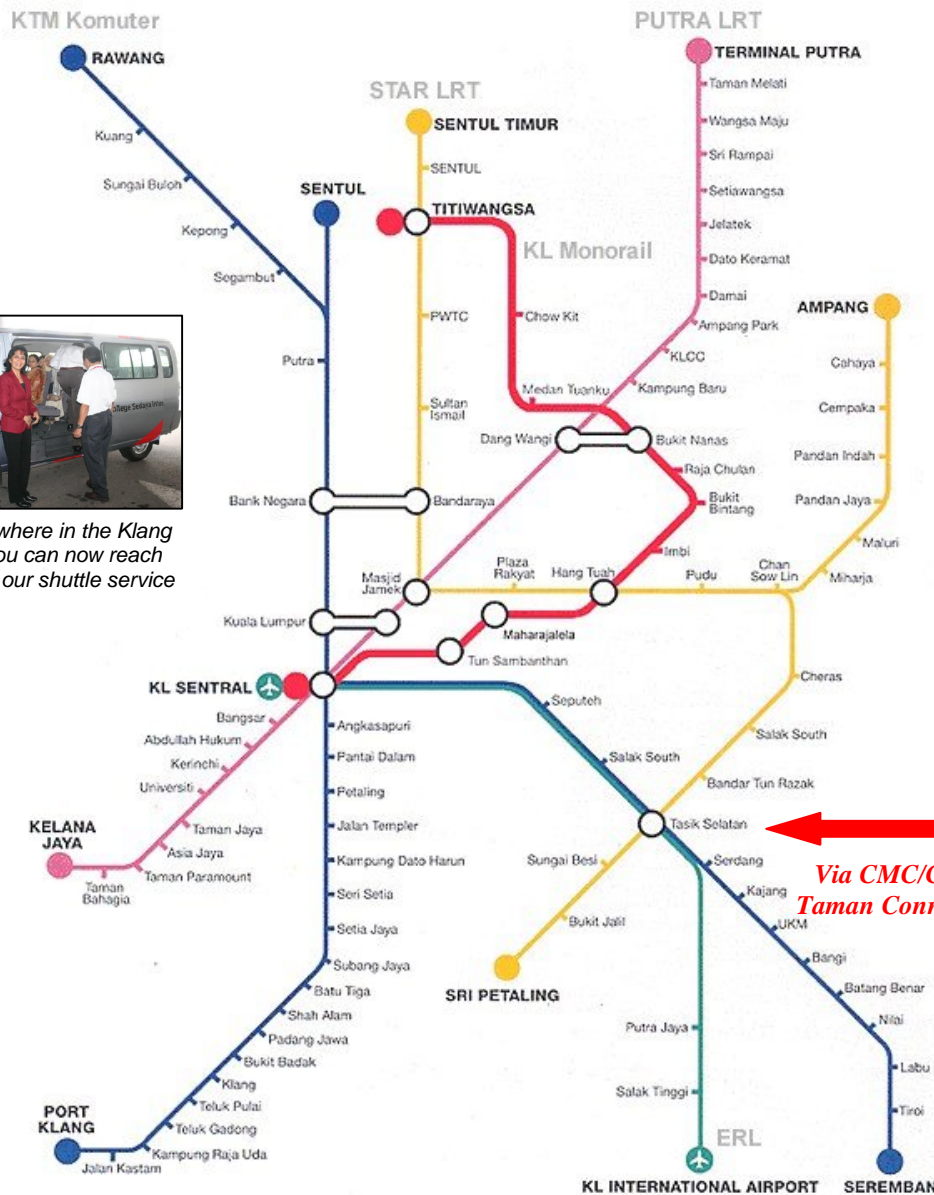 KTM Komuter
PUTRA LRT
RAWANG
TERMINAL PUTRA
Taman Melati
STAR LRT
Wangsa Maju
SENTUL TIMUR
Kuang
Sri Rampai
SENTUL
Sungai Buloh
SENTUL
Setiawangsa
TITIWANGSA
Jelatek
Kepong
KL Monorail
Dato Keramat
Segambut
Damai
AMPANG
PWTC
Chow Kit
Ampang Park
Putra
KLCC
Cahaya
Medan Tuanku
Kampung Baru
Sultan
Ismail
Cempaka
Dang Wangi
Bukit Nanas
Pandan Indah
Raja Chulan
Bank Negara
Bandaraya
Bukit
Bintang
Pandan Jaya
where in the Klang
ou can now reach
our shuttle service
Maluri
Imbi
Masjid
Jamek
Plaza
Rakyat
Hang Tuah
Pudu
Chan
Sow Lin
Miharja
Kuala Lumpur
Maharajalela
Tun Sambanthan
KL SENTRAL
Cheras
Seputeh
Bangsar
Angkasapuri
Abdullah Hukum
Salak South
Pantai Dalam
Salak South
Kerinchi
Bandar Tun Razak
Universiti
Petaling
KELANA
JAYA
Taman Jaya
Jalan Templer
Tasik Selatan
Asia Jaya
Kampung Dato Harun
Sungai Besi
Serdang
Taman Paramount
Taman
Bahagia
Kajang
Via CMC/C
Taman Conn
Seri Setia
Bukit Jalil
UKM
Setia Jaya
Bangi
Subang Jaya
SRI PETALING
Batu Tiga
Batang Benar
Shah Alam
Nilai
Padang Jawa
Putra Jaya
Bukit Badak
Labu
Klang
Salak Tinggi
Teluk Pulai
Tiroi
PORT
KLANG
Teluk Gadong
ERL
Kampung Raja Uda
Jalan Kastam
KL INTERNATIONAL AIRPORT
SEREMBAN